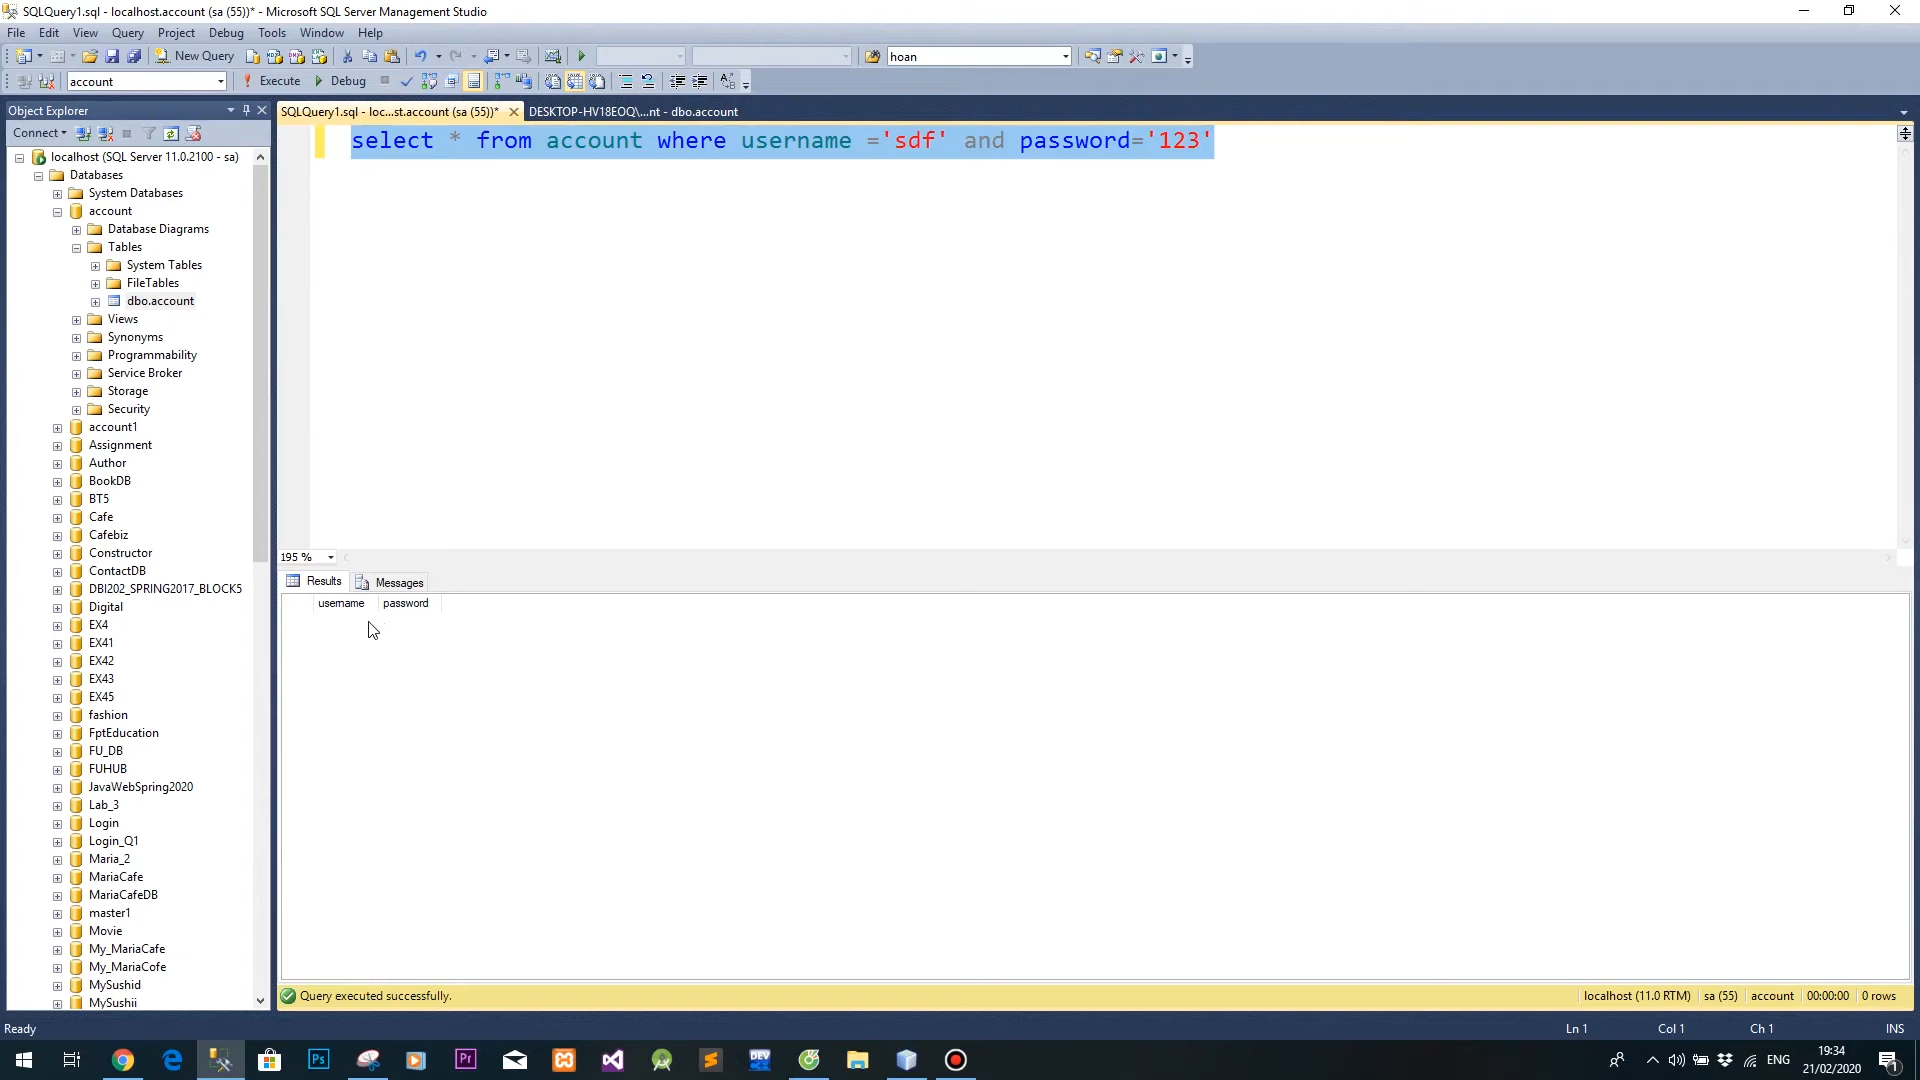 SQLQuery1.sql - localhost.account (sa (55))* - Microsoft SQL Server Management Studio
File Edit View Query Project Debug Tools Window Help
New Query hoan
account Execute Debug
Object Explorer
SQLQuery1.sql - loc...st.account (sa (55))* DESKTOP-HV18EOQ\...nt - dbo.account
Connect
select * from account where username ='sdf' and password='123'
localhost (SQL Server 11.0.2100 - sa)
Databases
System Databases
account
Database Diagrams
Tables
System Tables
FileTables
dbo.account
Views
Synonyms
Programmability
Service Broker
Storage
Security
account1
Assignment
Author
BookDB
BT5
Cafe
Cafebiz
Constructor
ContactDB
DBI202_SPRING2017_BLOCK5
Digital
EX4
EX41
EX42
EX43
EX45
fashion
FptEducation
FU_DB
FUHUB
JavaWebSpring2020
Lab_3
Login
Login_Q1
Maria_2
MariaCafe
MariaCafeDB
master1
Movie
My_MariaCafe
My_MariaCofe
MySushid
MySushii
195 %
Results Messages
username password
Query executed successfully. localhost (11.0 RTM) sa (55) account 00:00:00 0 rows
Ready Ln 1 Col 1 Ch 1 INS
Ps Pr DEV ENG 19:34
21/02/2020 1